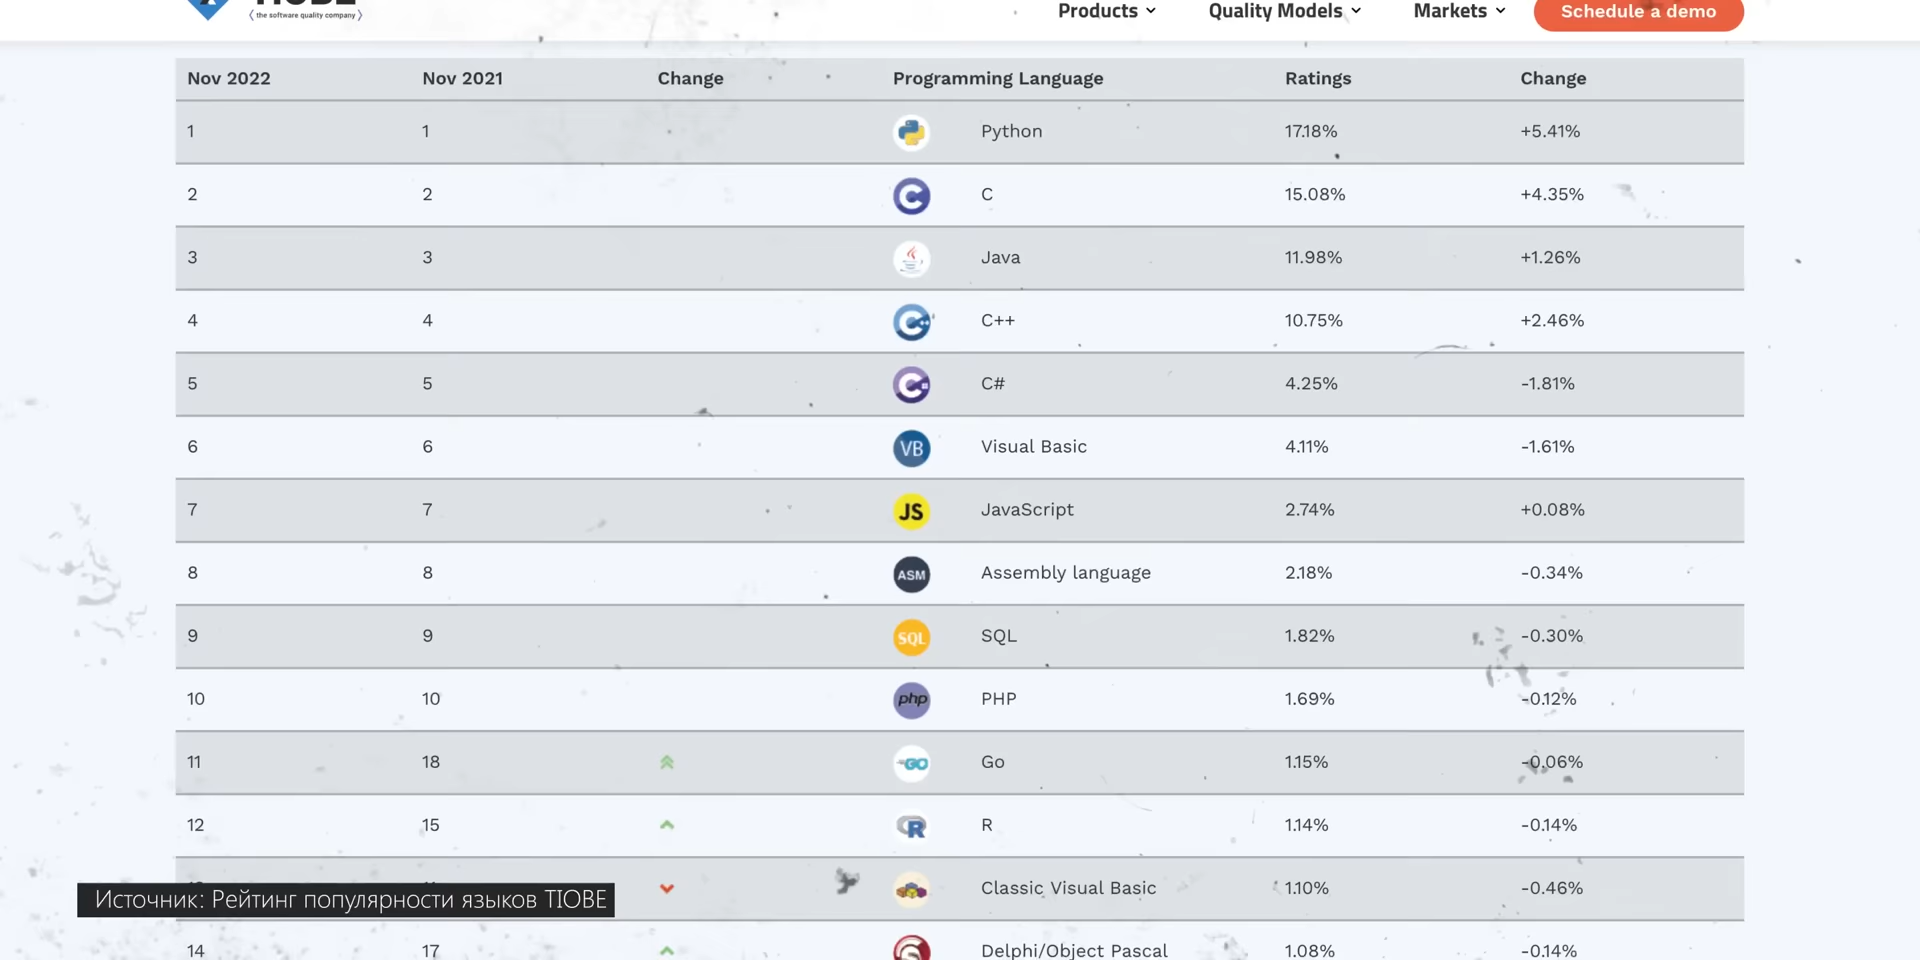 the software quality company
Products
Quality Models
Markets
Schedule a demo
Nov 2022 Nov 2021 Change Programming Language Ratings Change
1 1 Python 17.18% +5.41%
2 2 C C 15.08% +4.35%
3 3 Java 11.98% +1.26%
4 4 C++ 10.75% +2.46%
5 5 C C# 4.25% -1.81%
6 6 VB Visual Basic 4.11% -1.61%
7 7 JS JavaScript 2.74% +0.08%
8 8 ASM Assembly language 2.18% -0.34%
9 9 SQL SQL 1.82% -0.30%
10 10 php PHP 1.69% -0.12%
11 18 GO Go 1.15% -0.06%
12 15 R R 1.14% -0.14%
Classic Visual Basic 1.10% -0.46%
Источник: Рейтинг популярности языков TIOBE
14 17 Delphi/Object Pascal 1.08% -0.14%